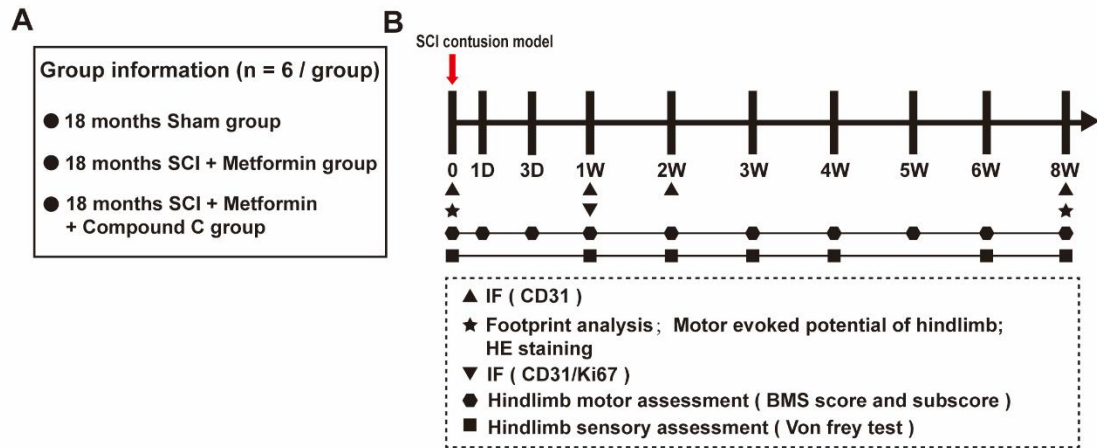 A
Group information (n = 6 / group)
18 months Sham group
18 months SCI + Metformin group
18 months SCI + Metformin
+ Compound C group
B
SCI contusion model
0 1D 3D 1W 2W 3W 4W 5W 6W 8W
IF ( CD31 )
Footprint analysis; Motor evoked potential of hindlimb;
HE staining
IF ( CD31/Ki67 )
Hindlimb motor assessment ( BMS score and subscore )
Hindlimb sensory assessment ( Von frey test )